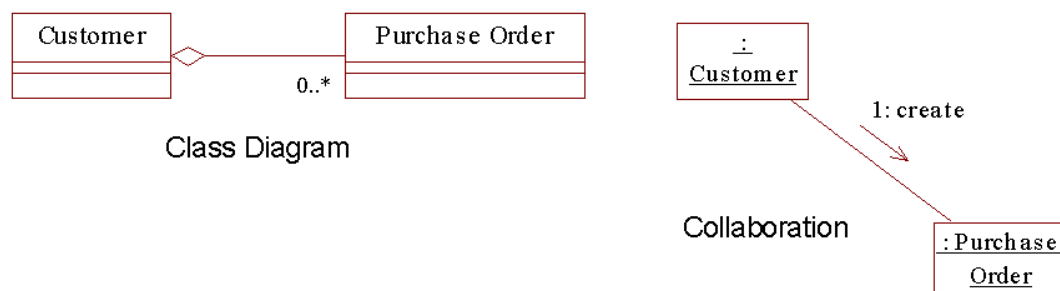 Customer
Purchase Order
0..*
Class Diagram
:
Customer
1: create
Collaboration
: Purchase
Order